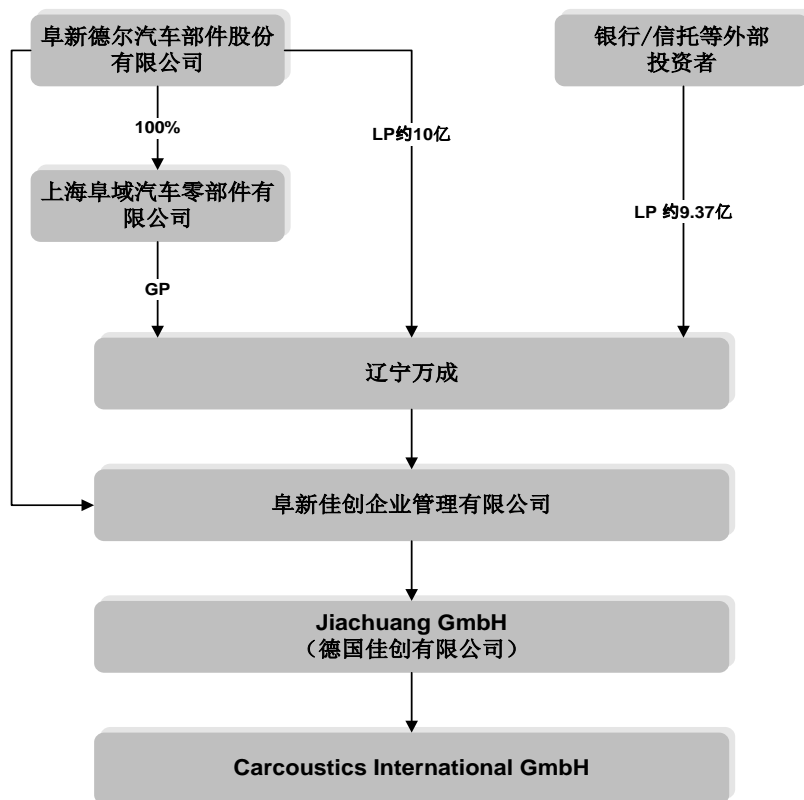 阜新德尔汽车部件股份
有限公司
银行/信托等外部
投资者
100%
LP约10亿
上海阜域汽车零部件有
限公司
LP 约9.37亿
GP
辽宁万成
阜新佳创企业管理有限公司
Jiachuang GmbH
（德国佳创有限公司）
Carcoustics International GmbH